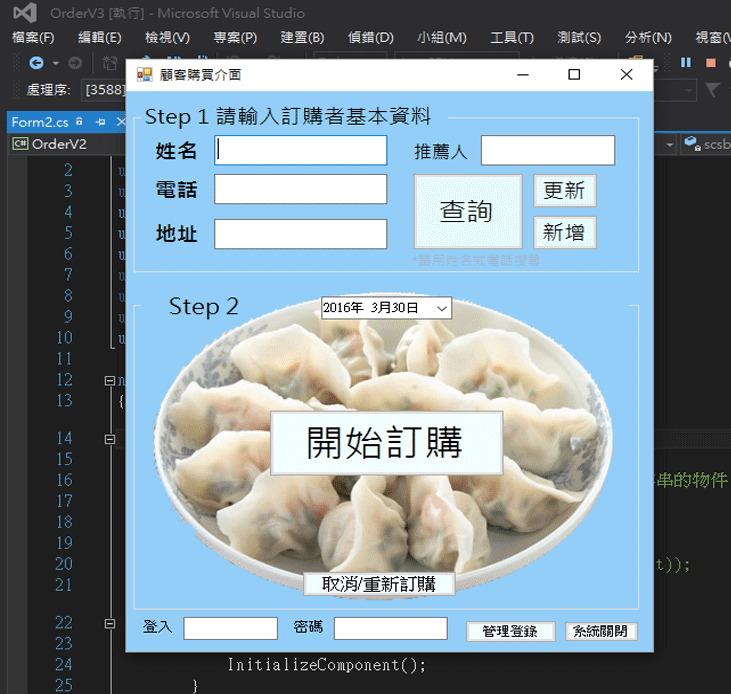 OrderV3 [執行] - Microsoft Visual Studio
檔案(F) 編輯(E) 檢視(V) 專案(P) 建置(B) 偵錯(D) 小組(M) 工具(T) 測試(S) 分析(N) 視窗(
處理序: [3588]
顧客購買介面
Form2.cs
OrderV2 scsb
Step 1 請輸入訂購者基本資料
姓名 推薦人
電話 查詢 更新
地址 新增
*請用姓名或電話搜尋
Step 2 2016年 3月30日
開始訂購
取消/重新訂購
登入 密碼 管理登錄 系統關閉
2 u
3 u
4 u
5 u
6 u
7 u
8 u
9 u
10 u
11
12 n
13 {
14
15
16 串的物件
17
18
19
20 t));
21
22
23
24 InitializeComponent();
25 }